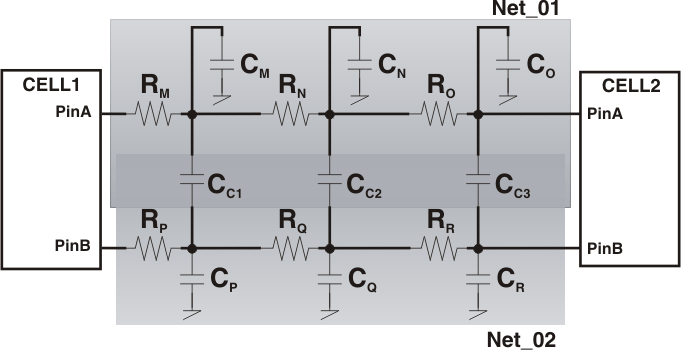 Net_01
C_M C_N C_O
CELL1 R_M R_N R_O CELL2
PinA PinA
C_C1 C_C2 C_C3
R_P R_Q R_R
PinB PinB
C_P C_Q C_R
Net_02